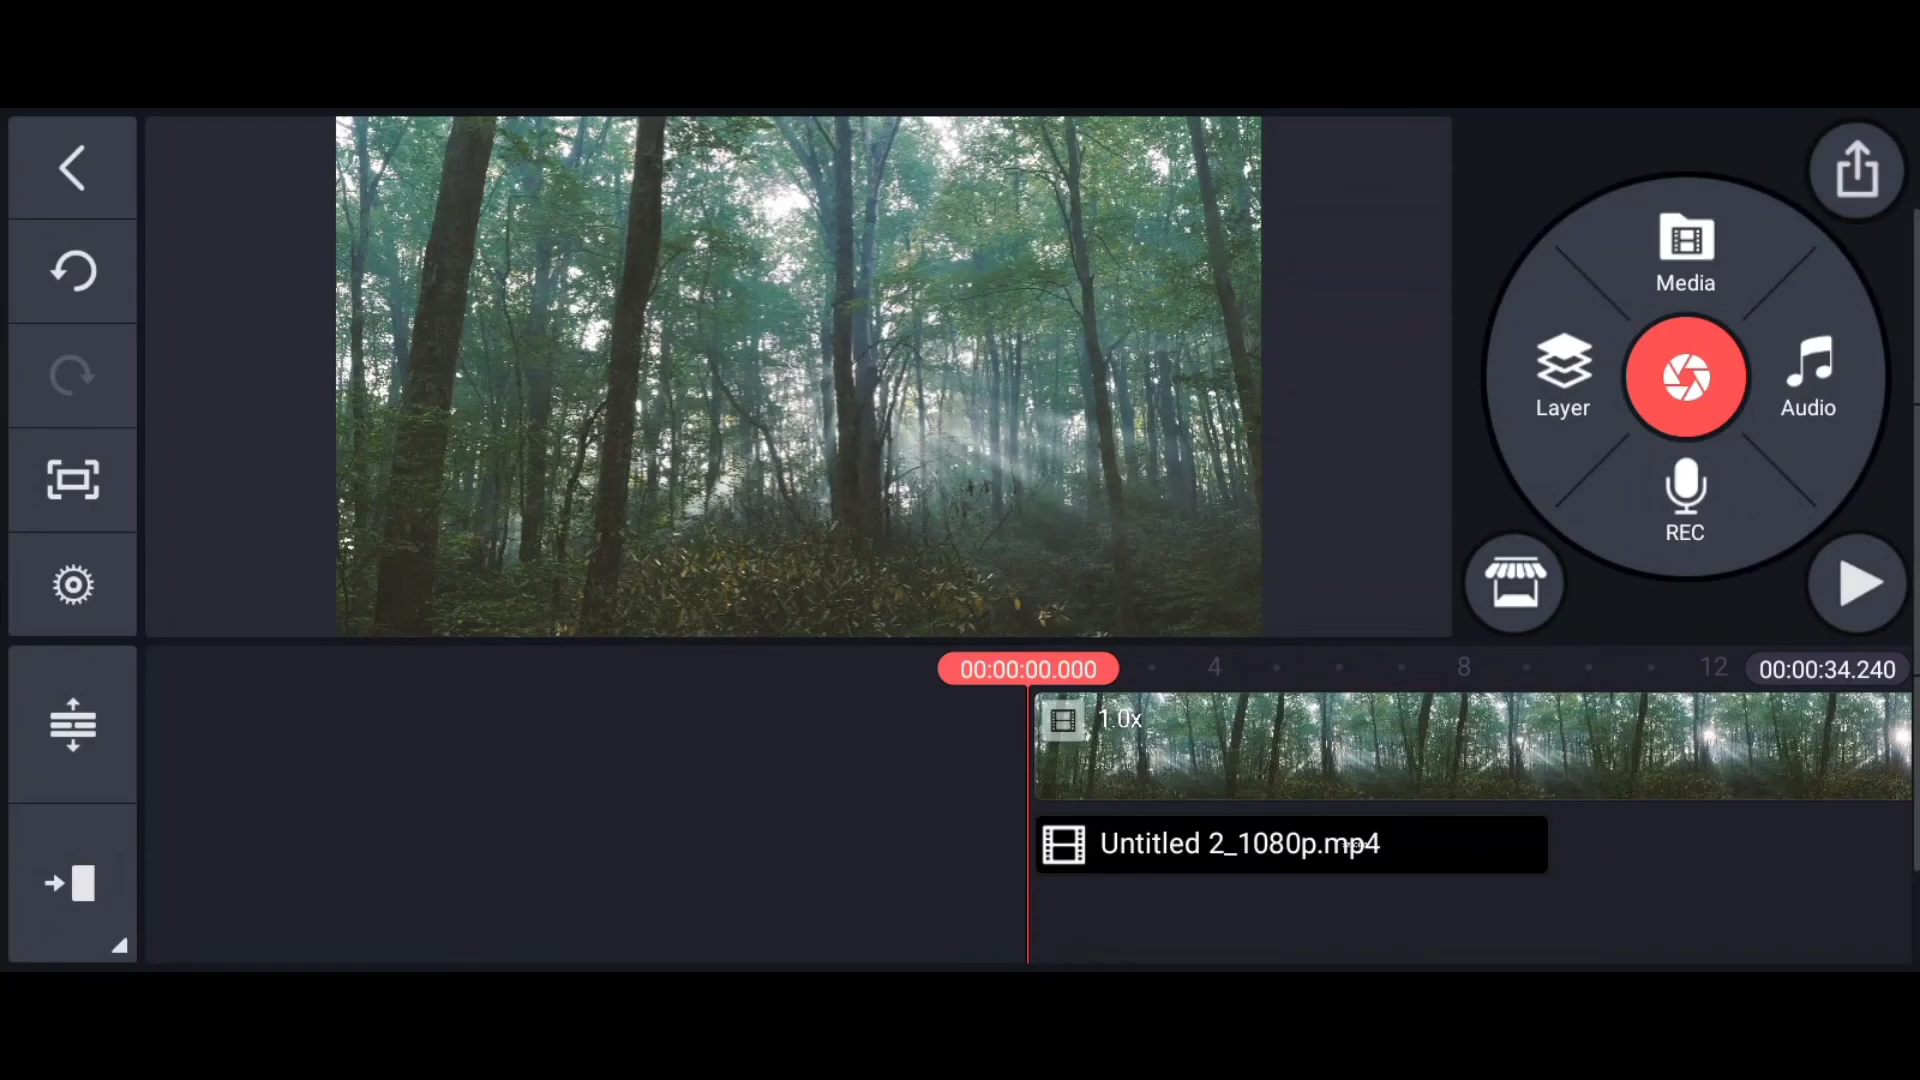 Media
Layer
Audio
REC
00:00:00.000
4
8
12
00:00:34.240
1.0x
Untitled 2_1080p.mp4